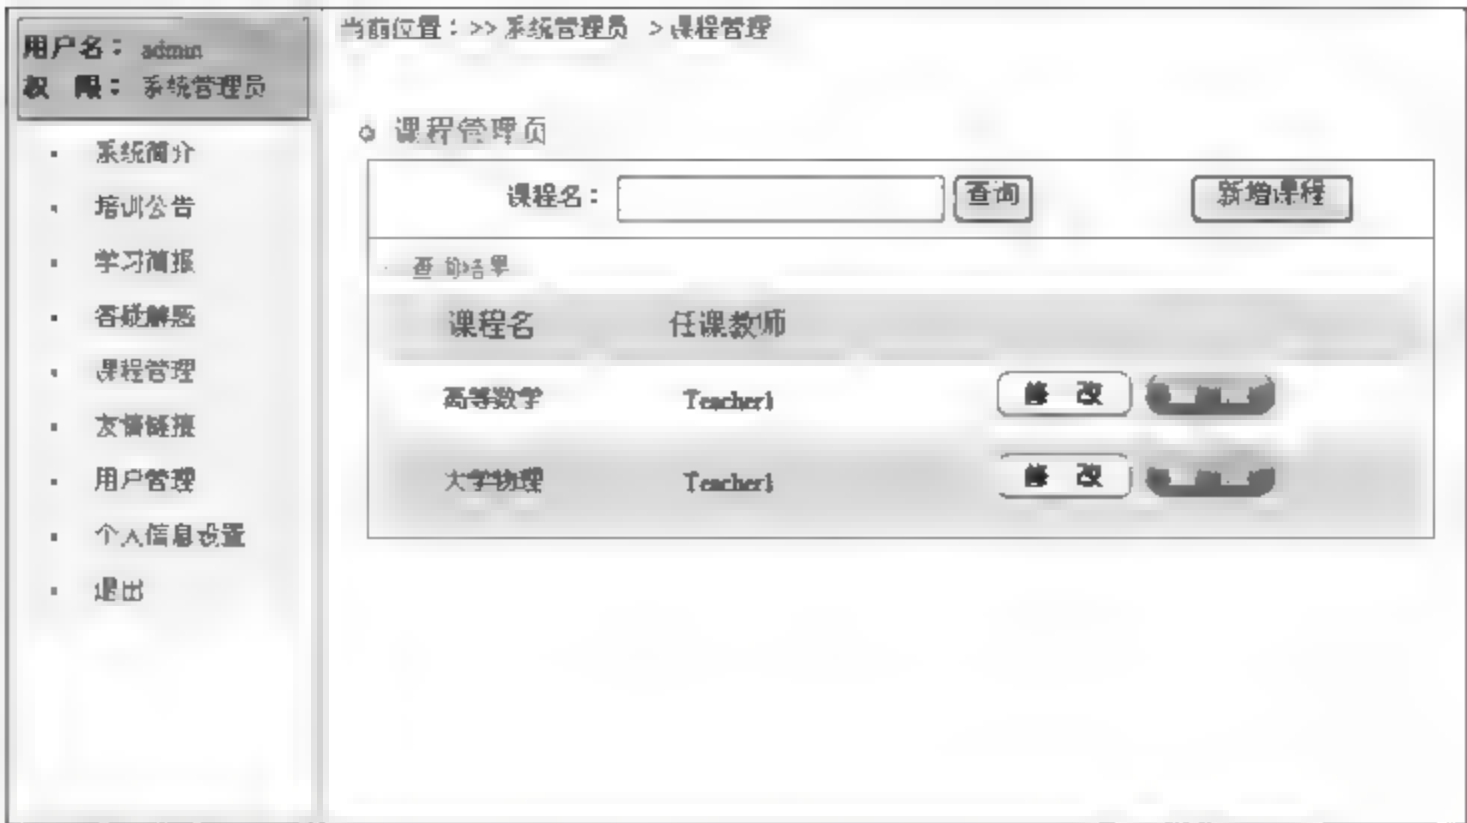 用户名： admin
权 限： 系统管理员
系统简介
培训公告
学习简报
答疑解惑
课程管理
友情链接
用户管理
个人信息设置
退出
当前位置：>> 系统管理员 > 课程管理
课程管理页
课程名： 查询 新增课程
查询结果
课程名 任课教师
高等数学 Teacher1 修 改
大学物理 Teacher1 修 改